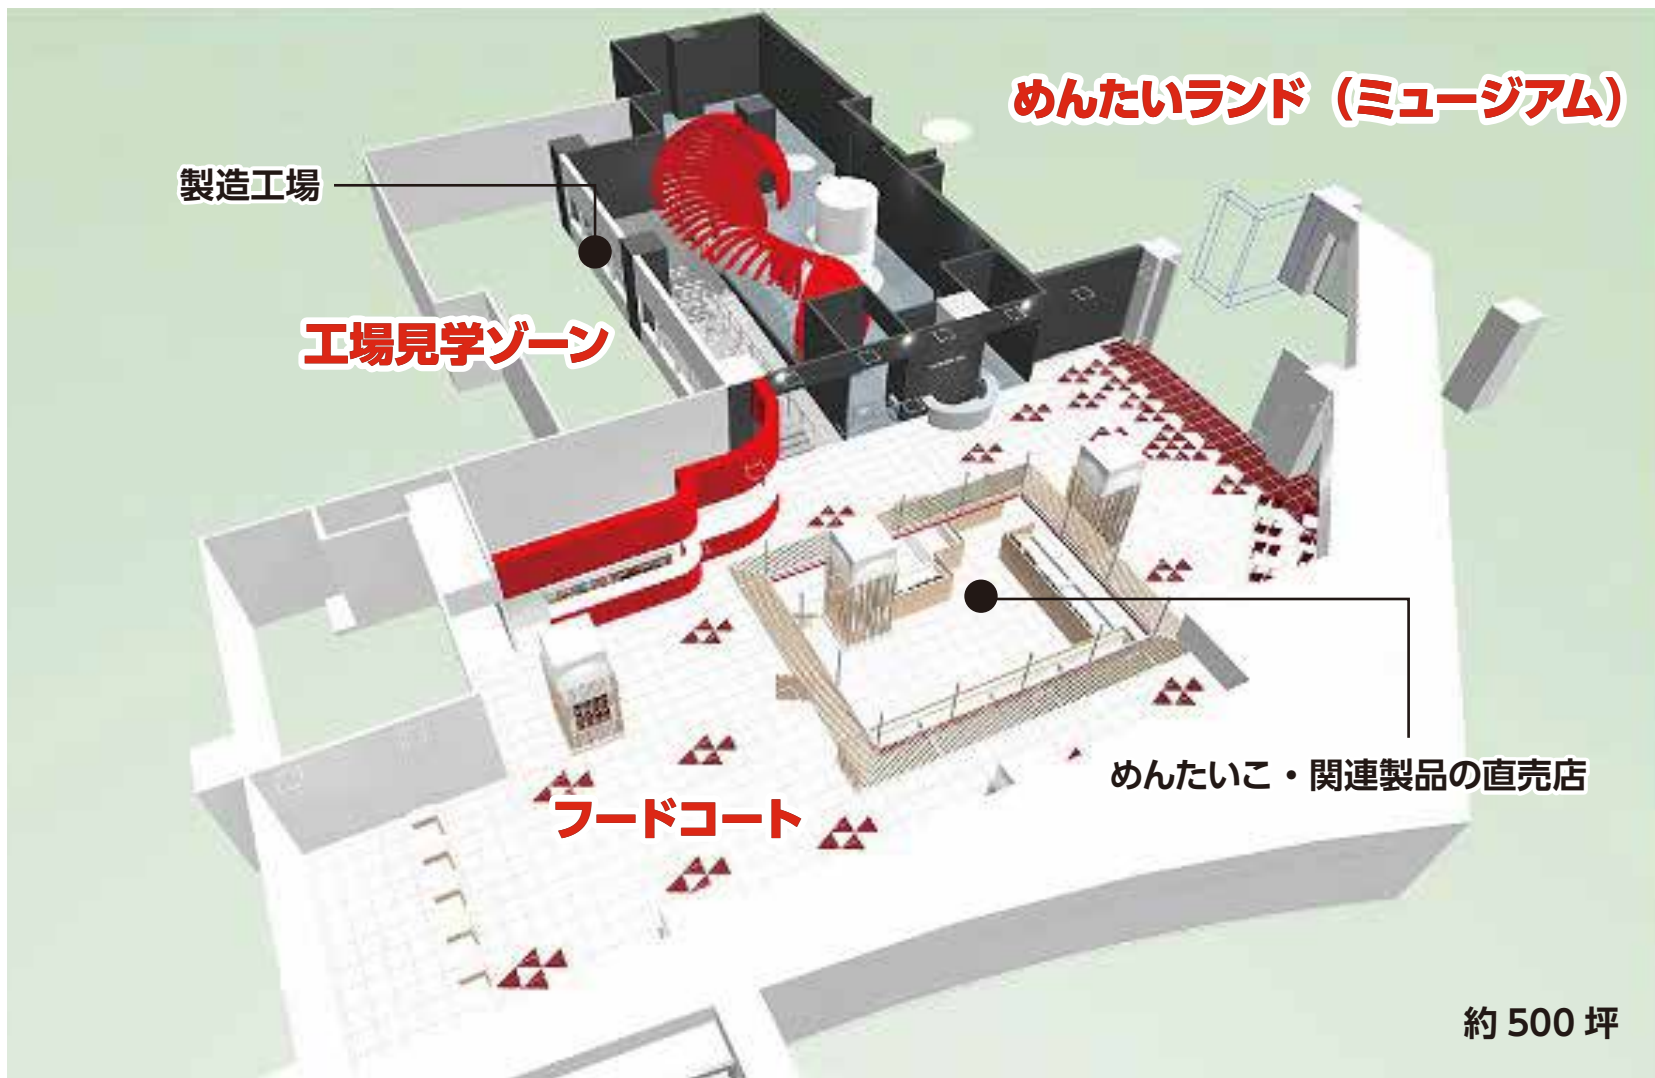 めんたいランド（ミュージアム）
製造工場
工場見学ゾーン
めんたいこ・関連製品の直売店
フードコート
約 500 坪